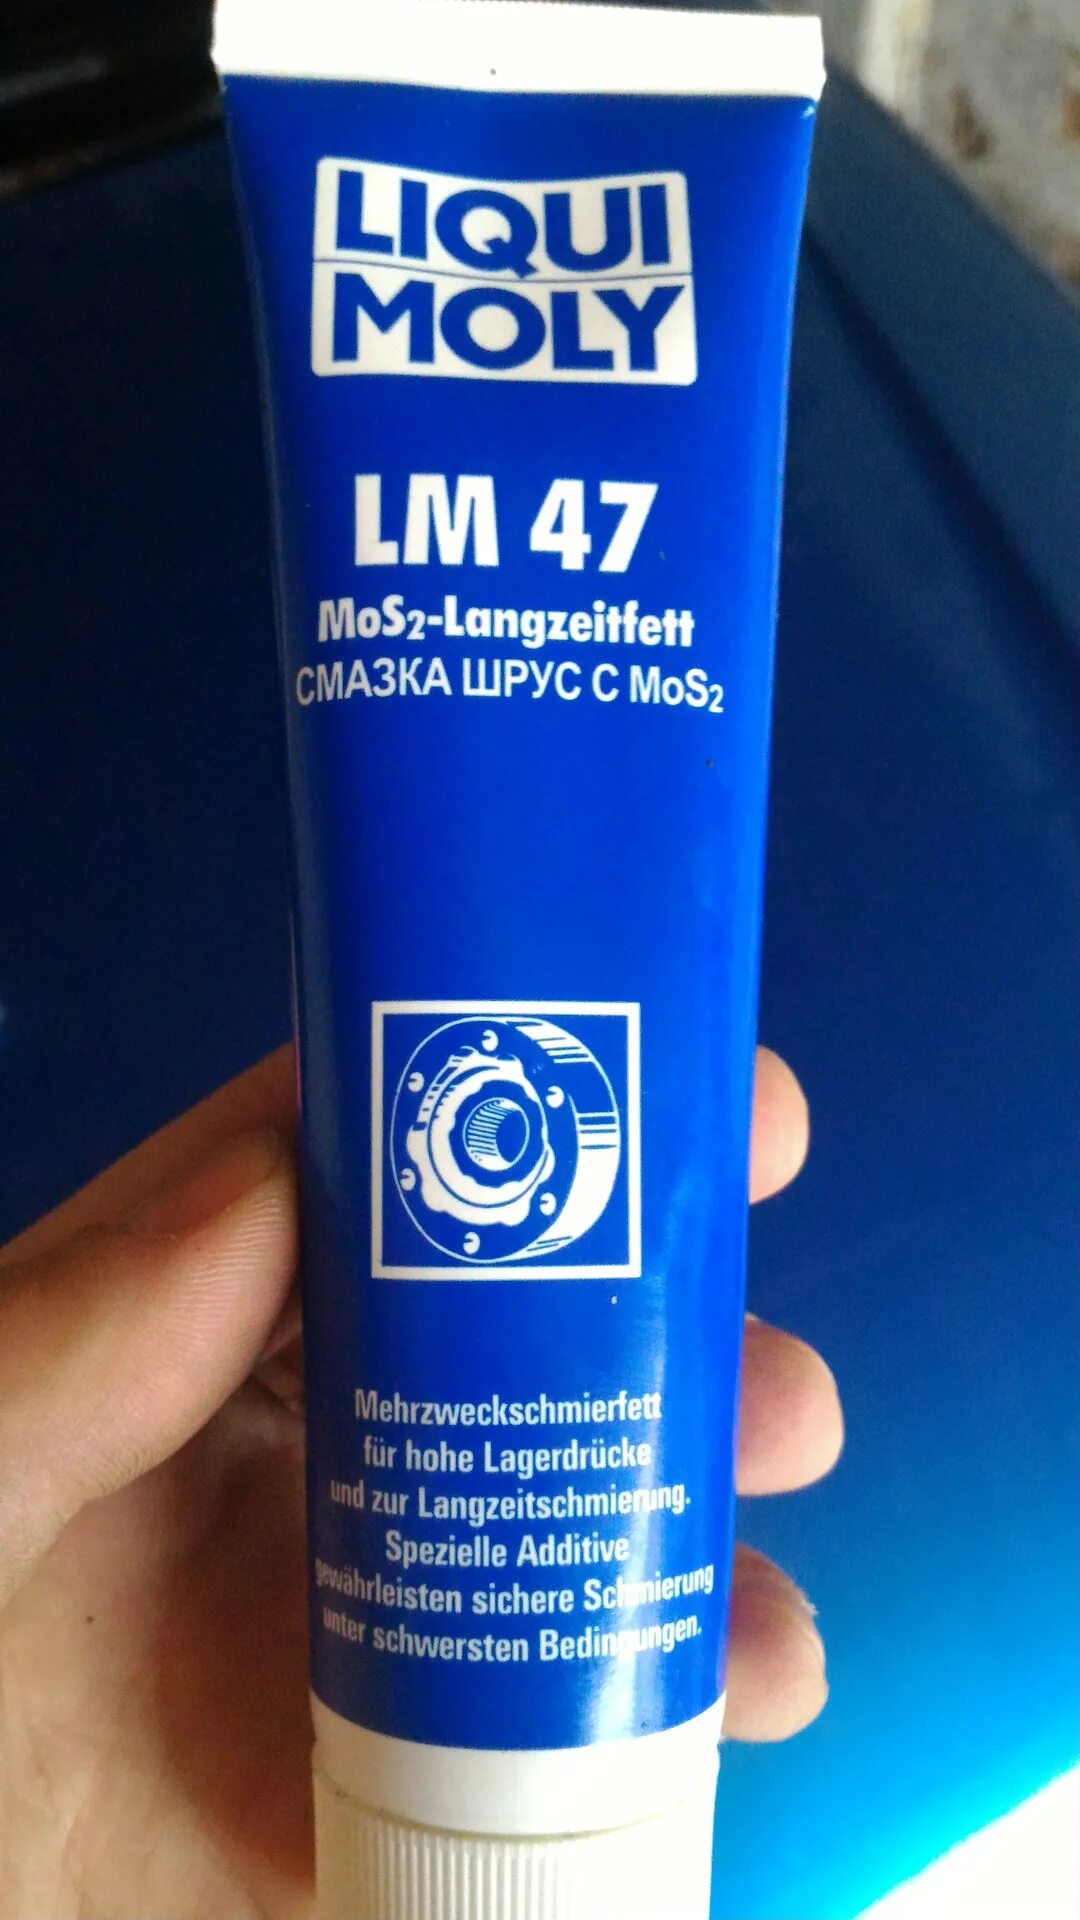 LIQUI
MOLY
LM 47
MoS2-Langzeitfett
СМАЗКА ШРУС С MoS2
Mehrzweckschmierfett
für hohe Lagerdrücke
und zur Langzeitschmierung.
Spezielle Additive
gewährleisten sichere Schmierung
unter schwersten Bedingungen.